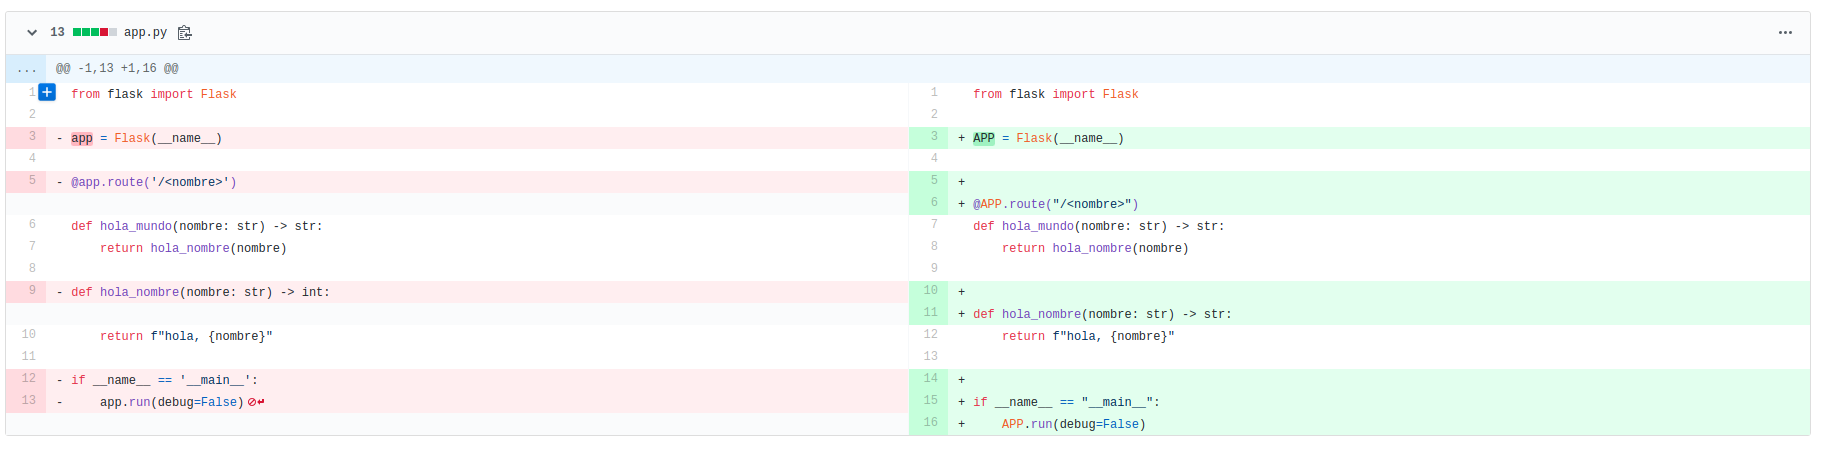 13 app.py
... @@ -1,13 +1,16 @@
1 from flask import Flask
2
3 - app = Flask(__name__)
4
5 - @app.route('/<nombre>')
6 def hola_mundo(nombre: str) -> str:
7     return hola_nombre(nombre)
8
9 - def hola_nombre(nombre: str) -> int:
10     return f"hola, {nombre}"
11
12 - if __name__ == '__main__':
13 -     app.run(debug=False)
1 from flask import Flask
2
3 + APP = Flask(__name__)
4
5 +
6 + @APP.route("/<nombre>")
7 def hola_mundo(nombre: str) -> str:
8     return hola_nombre(nombre)
9
10 +
11 + def hola_nombre(nombre: str) -> str:
12     return f"hola, {nombre}"
13
14 +
15 + if __name__ == "__main__":
16 +     APP.run(debug=False)